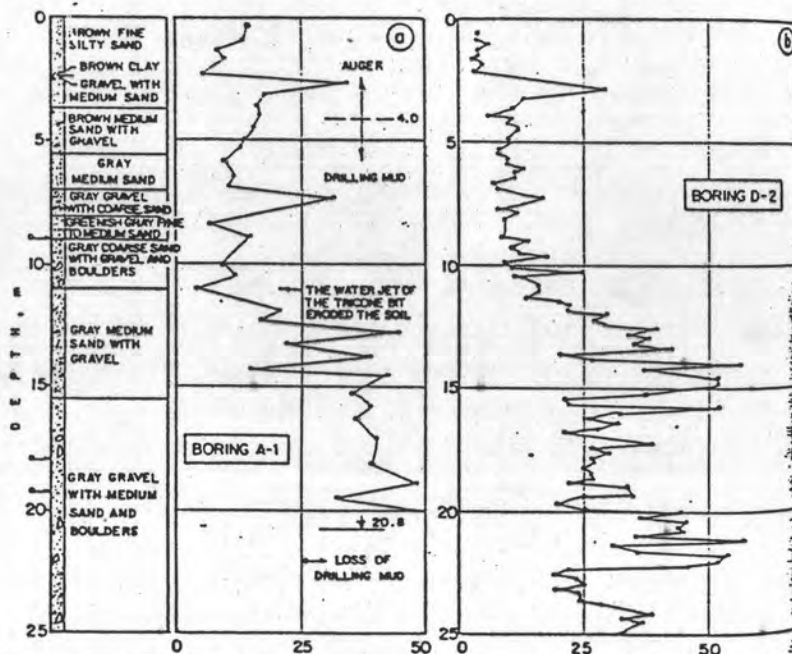 0
BROWN FINE
SILTY SAND
BROWN CLAY
GRAVEL WITH
MEDIUM SAND
BROWN MEDIUM
SAND WITH
GRAVEL
5
GRAY
MEDIUM SAND
GRAY GRAVEL
WITH COARSE SAND
GREENISH GRAY FINE
TO MEDIUM SAND
GRAY COARSE SAND
WITH GRAVEL AND
BOULDERS
10
GRAY MEDIUM
SAND WITH
GRAVEL
15
GRAY GRAVEL
WITH MEDIUM
SAND AND
BOULDERS
20
25
DEPTH, m
a
AUGER
4.0
DRILLING MUD
THE WATER JET OF
THE TRICONE BIT
ERODED THE SOIL
BORING A-1
20.8
LOSS OF
DRILLING MUD
0 25 50
b
0
5
BORING D-2
10
15
20
25
0 25 50